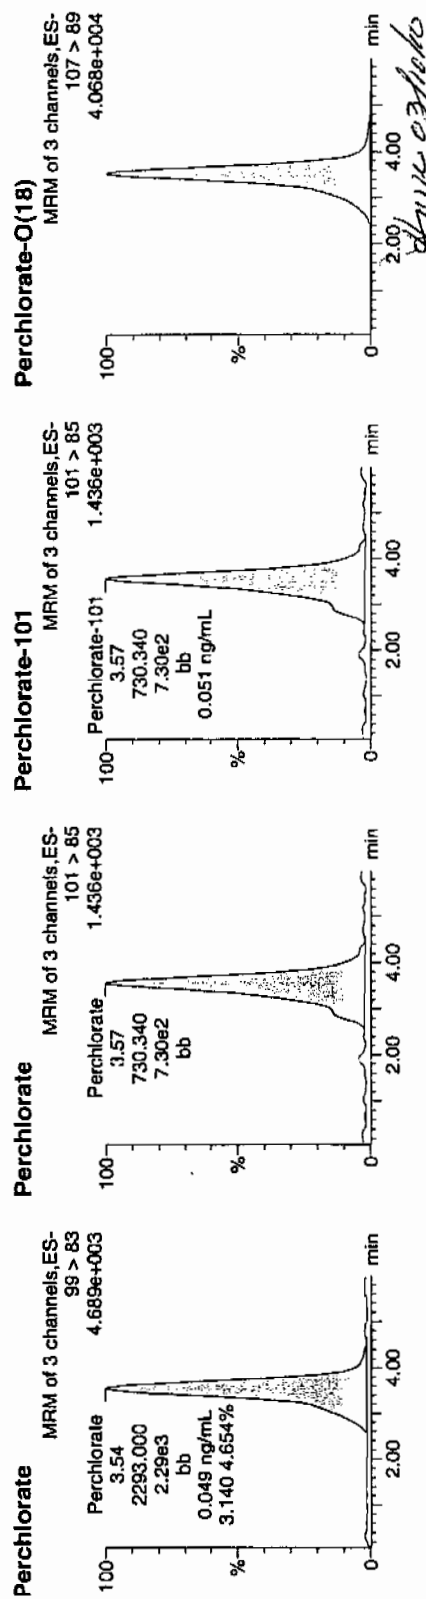 Perchlorate
MRM of 3 channels,ES-
99 > 83
4.689e+003
100
Perchlorate
3.54
2293.000
2.29e3
bb
0.049 ng/mL
3.140 4.654%
%
0
2.00
4.00
min
Perchlorate
MRM of 3 channels,ES-
101 > 85
1.436e+003
100
Perchlorate
3.57
730.340
7.30e2
bb
%
0
2.00
4.00
min
Perchlorate-101
MRM of 3 channels,ES-
101 > 85
1.436e+003
100
Perchlorate-101
3.57
730.340
7.30e2
bb
0.051 ng/mL
%
0
2.00
4.00
min
Perchlorate-O(18)
MRM of 3 channels,ES-
107 > 89
4.068e+004
100
%
0
2.00
4.00
min